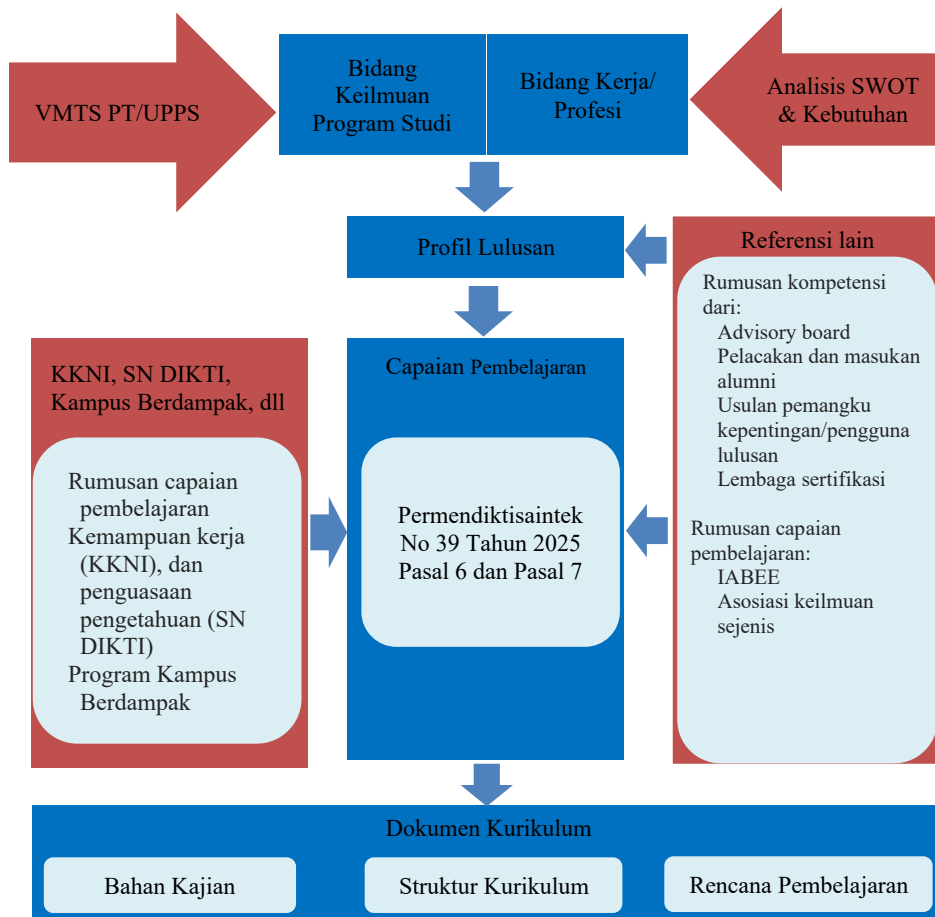 VMTS PT/UPPS
Bidang
Keilmuan
Program Studi
Bidang Kerja/
Profesi
Analisis SWOT
& Kebutuhan
Profil Lulusan
Referensi lain
Rumusan kompetensi
dari:
Advisory board
Pelacakan dan masukan
alumni
Usulan pemangku
kepentingan/pengguna
lulusan
Lembaga sertifikasi
Rumusan capaian
pembelajaran:
IABEE
Asosiasi keilmuan
sejenis
KKNI, SN DIKTI,
Kampus Berdampak, dll
Rumusan capaian
pembelajaran
Kemampuan kerja
(KKNI), dan
penguasaan
pengetahuan (SN
DIKTI)
Program Kampus
Berdampak
Capaian Pembelajaran
Permendiktisaintek
No 39 Tahun 2025
Pasal 6 dan Pasal 7
Dokumen Kurikulum
Bahan Kajian
Struktur Kurikulum
Rencana Pembelajaran